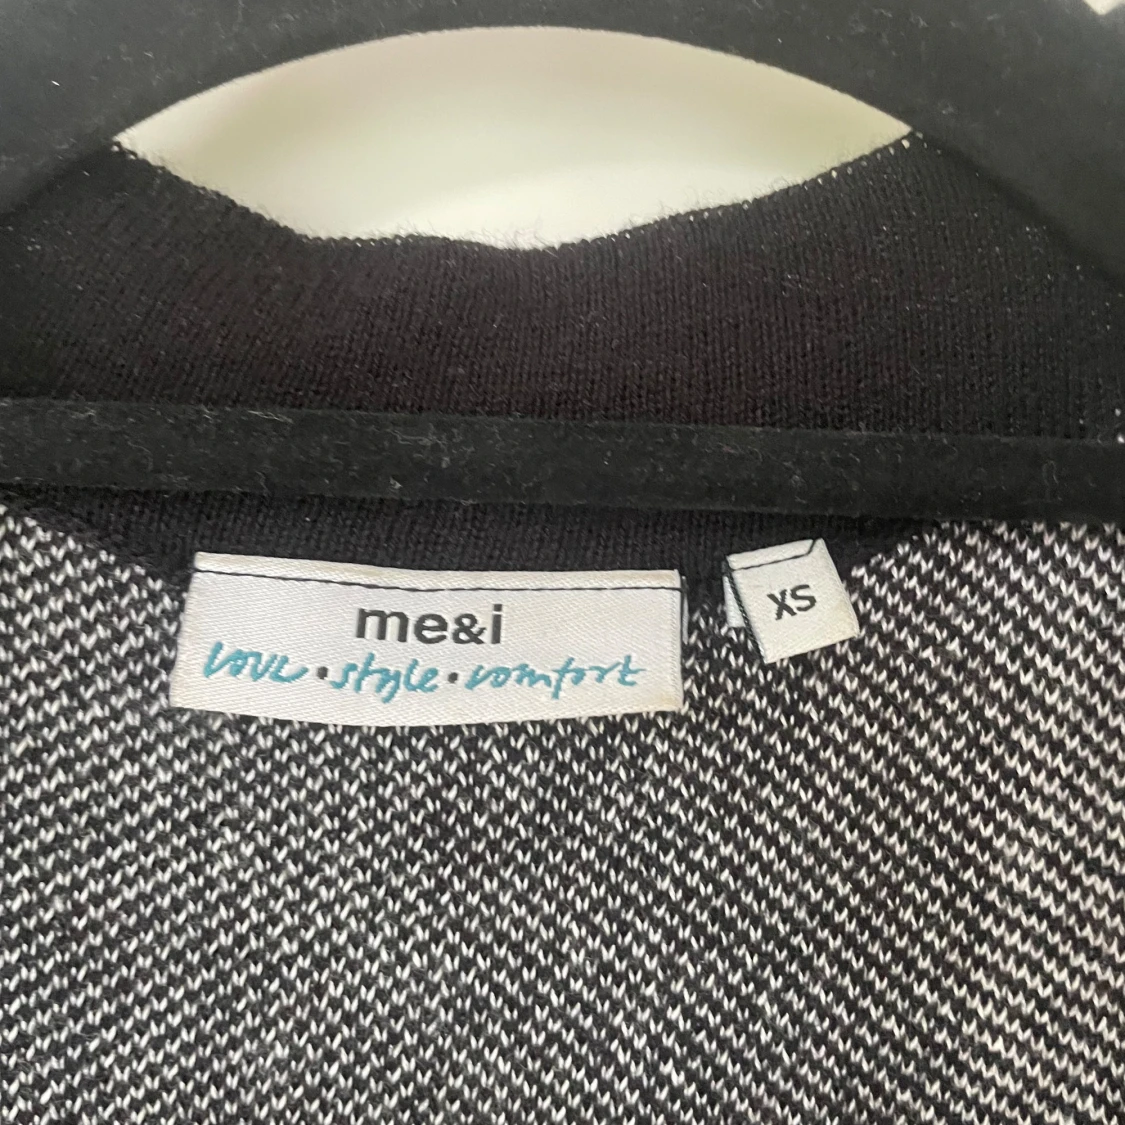 me&i
love • style • comfort
XS